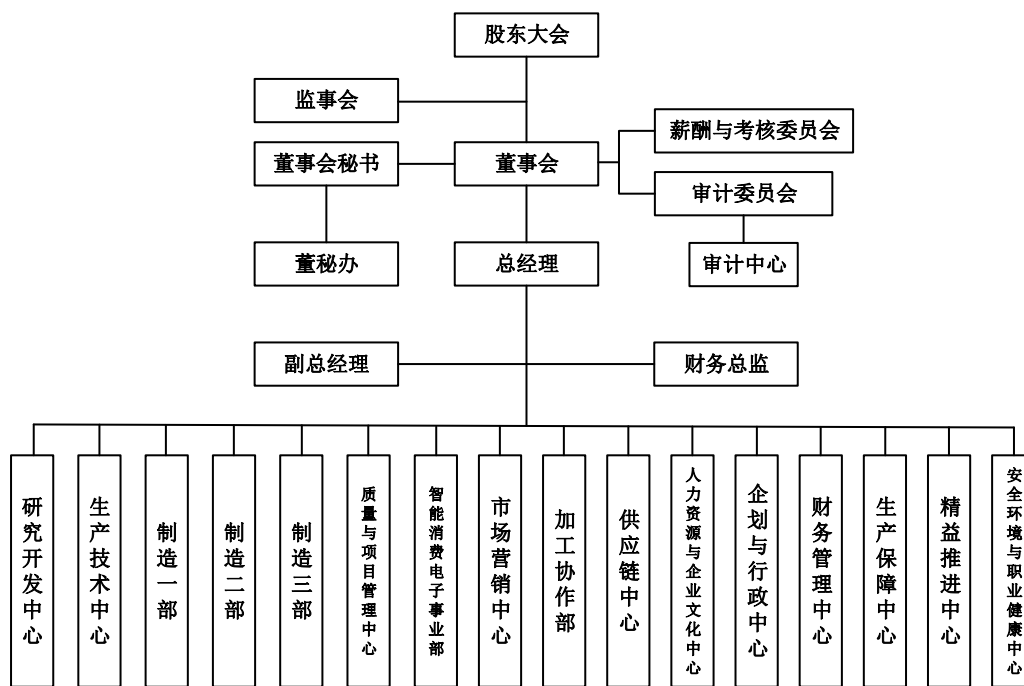 股东大会
监事会
薪酬与考核委员会
董事会秘书
董事会
审计委员会
董秘办
总经理
审计中心
副总经理
财务总监
研究开发中心
生产技术中心
制造一部
制造二部
制造三部
质量与项目管理中心
智能消费电子事业部
市场营销中心
加工协作部
供应链中心
人力资源与企业文化中心
企划与行政中心
财务管理中心
生产保障中心
精益推进中心
安全环境与职业健康中心